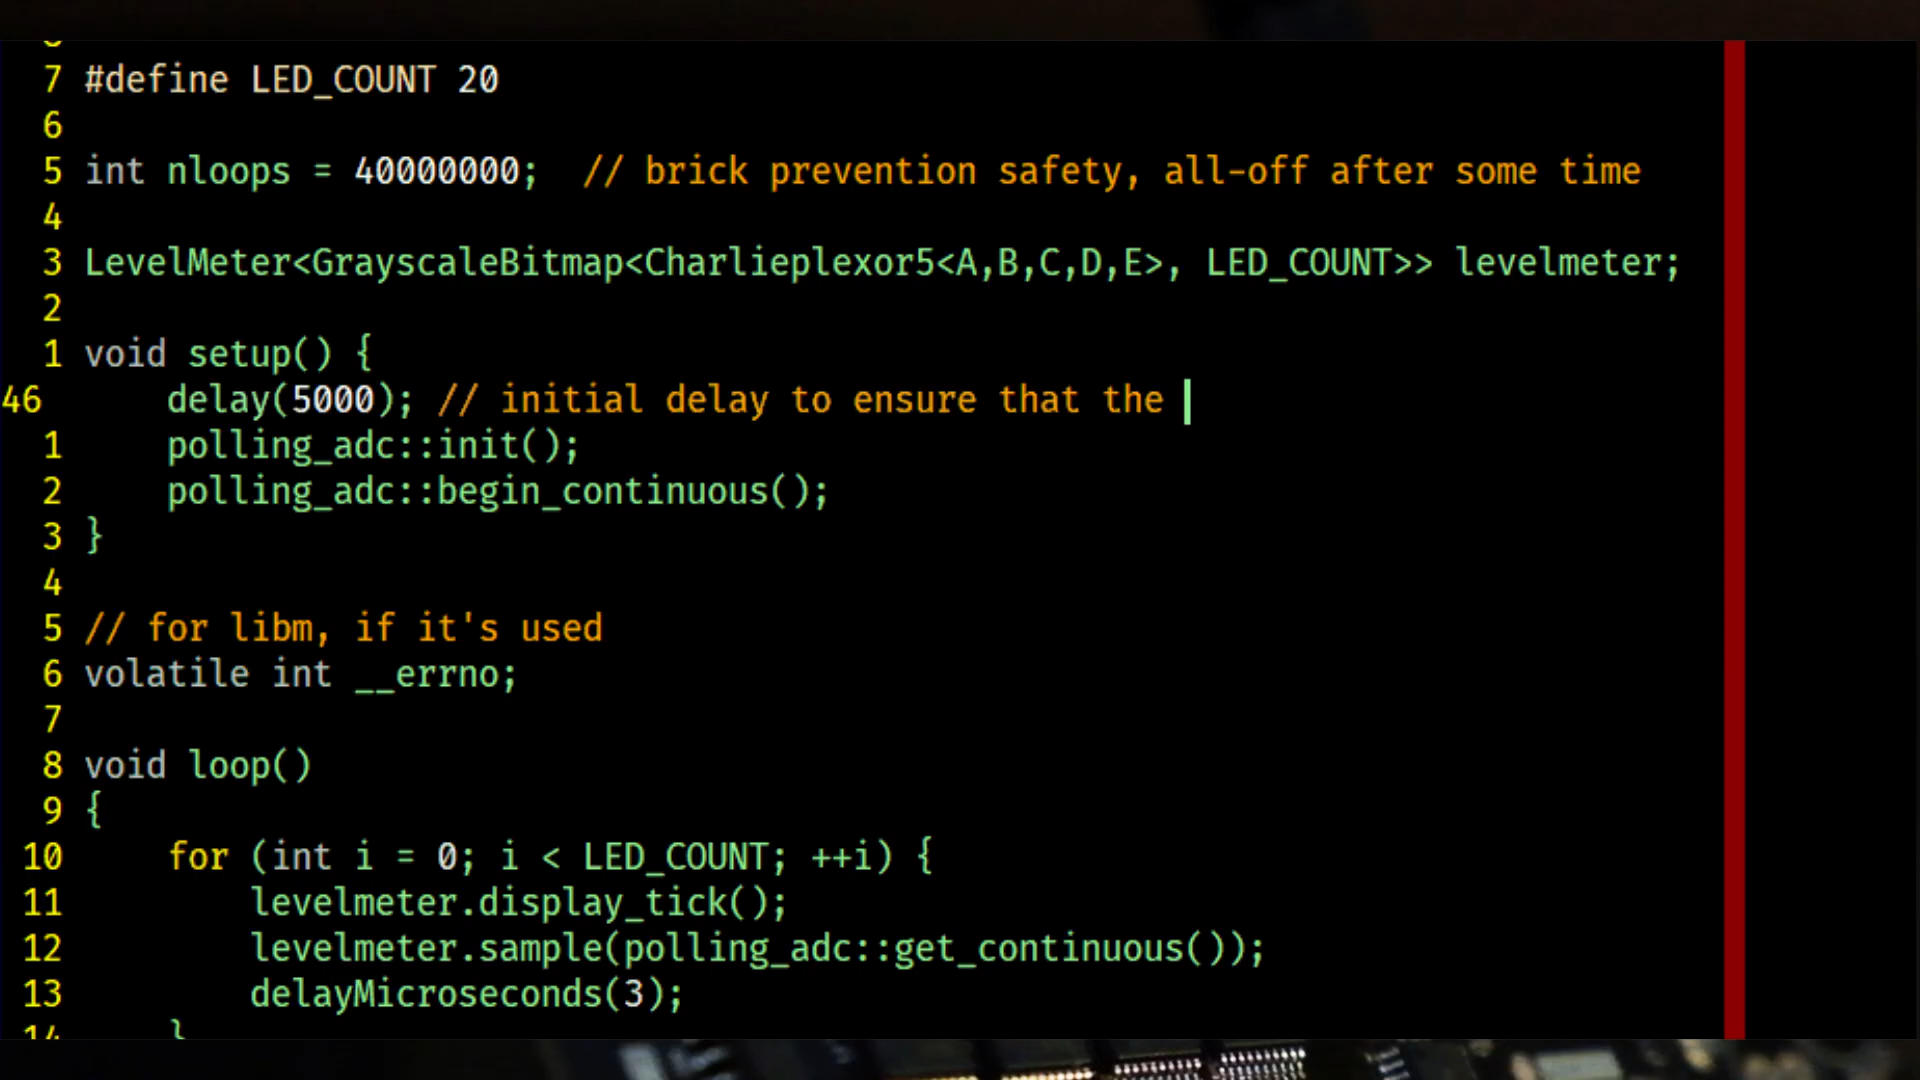 7 #define LED_COUNT 20
6
5 int nloops = 40000000;  // brick prevention safety, all-off after some time
4
3 LevelMeter<GrayscaleBitmap<Charlieplexor5<A,B,C,D,E>, LED_COUNT>> levelmeter;
2
1 void setup() {
46     delay(5000); // initial delay to ensure that the
1     polling_adc::init();
2     polling_adc::begin_continuous();
3 }
4
5 // for libm, if it's used
6 volatile int __errno;
7
8 void loop()
9 {
10     for (int i = 0; i < LED_COUNT; ++i) {
11         levelmeter.display_tick();
12         levelmeter.sample(polling_adc::get_continuous());
13         delayMicroseconds(3);
14     }